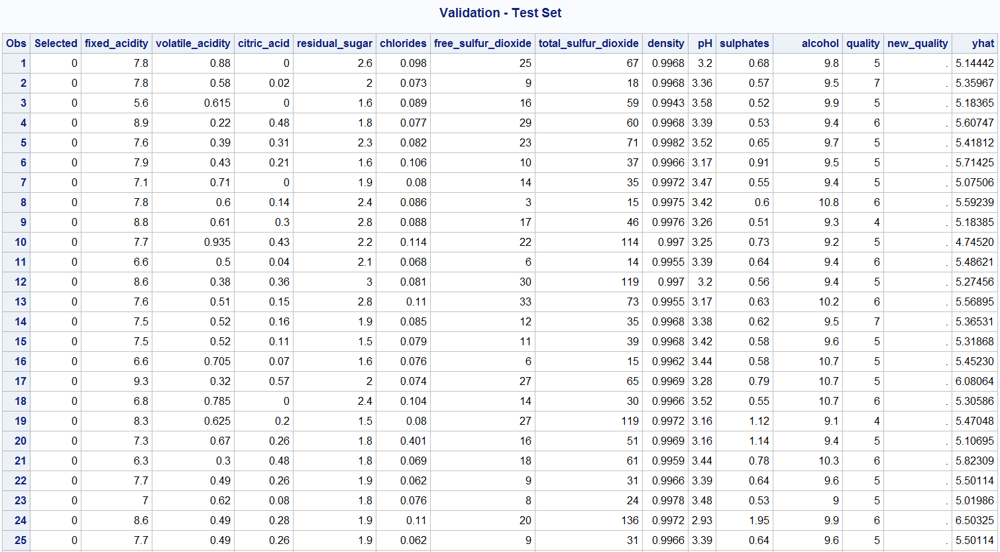 Validation - Test Set
Obs Selected fixed_acidity volatile_acidity citric_acid residual_sugar chlorides free_sulfur_dioxide total_sulfur_dioxide density pH sulphates alcohol quality new_quality yhat
1 0 7.8 0.88 0 2.6 0.098 25 67 0.9968 3.2 0.68 9.8 5 . 5.14442
2 0 7.8 0.58 0.02 2 0.073 9 18 0.9968 3.36 0.57 9.5 7 . 5.35967
3 0 5.6 0.615 0 1.6 0.089 16 59 0.9943 3.58 0.52 9.9 5 . 5.18365
4 0 8.9 0.22 0.48 1.8 0.077 29 60 0.9968 3.39 0.53 9.4 6 . 5.60747
5 0 7.6 0.39 0.31 2.3 0.082 23 71 0.9982 3.52 0.65 9.7 5 . 5.41812
6 0 7.9 0.43 0.21 1.6 0.106 10 37 0.9966 3.17 0.91 9.5 5 . 5.71425
7 0 7.1 0.71 0 1.9 0.08 14 35 0.9972 3.47 0.55 9.4 5 . 5.07506
8 0 7.8 0.6 0.14 2.4 0.086 3 15 0.9975 3.42 0.6 10.8 6 . 5.59239
9 0 8.8 0.61 0.3 2.8 0.088 17 46 0.9976 3.26 0.51 9.3 4 . 5.18385
10 0 7.7 0.935 0.43 2.2 0.114 22 114 0.997 3.25 0.73 9.2 5 . 4.74520
11 0 6.6 0.5 0.04 2.1 0.068 6 14 0.9955 3.39 0.64 9.4 6 . 5.48621
12 0 8.6 0.38 0.36 3 0.081 30 119 0.997 3.2 0.56 9.4 5 . 5.27456
13 0 7.6 0.51 0.15 2.8 0.11 33 73 0.9955 3.17 0.63 10.2 6 . 5.56895
14 0 7.5 0.52 0.16 1.9 0.085 12 35 0.9968 3.38 0.62 9.5 7 . 5.36531
15 0 7.5 0.52 0.11 1.5 0.079 11 39 0.9968 3.42 0.58 9.6 5 . 5.31868
16 0 6.6 0.705 0.07 1.6 0.076 6 15 0.9962 3.44 0.58 10.7 5 . 5.45230
17 0 9.3 0.32 0.57 2 0.074 27 65 0.9969 3.28 0.79 10.7 5 . 6.08064
18 0 6.8 0.785 0 2.4 0.104 14 30 0.9966 3.52 0.55 10.7 6 . 5.30586
19 0 8.3 0.625 0.2 1.5 0.08 27 119 0.9972 3.16 1.12 9.1 4 . 5.47048
20 0 7.3 0.67 0.26 1.8 0.401 16 51 0.9969 3.16 1.14 9.4 5 . 5.10695
21 0 6.3 0.3 0.48 1.8 0.069 18 61 0.9959 3.44 0.78 10.3 6 . 5.82309
22 0 7.7 0.49 0.26 1.9 0.062 9 31 0.9966 3.39 0.64 9.6 5 . 5.50114
23 0 7 0.62 0.08 1.8 0.076 8 24 0.9978 3.48 0.53 9 5 . 5.01986
24 0 8.6 0.49 0.28 1.9 0.11 20 136 0.9972 2.93 1.95 9.9 6 . 6.50325
25 0 7.7 0.49 0.26 1.9 0.062 9 31 0.9966 3.39 0.64 9.6 5 . 5.50114